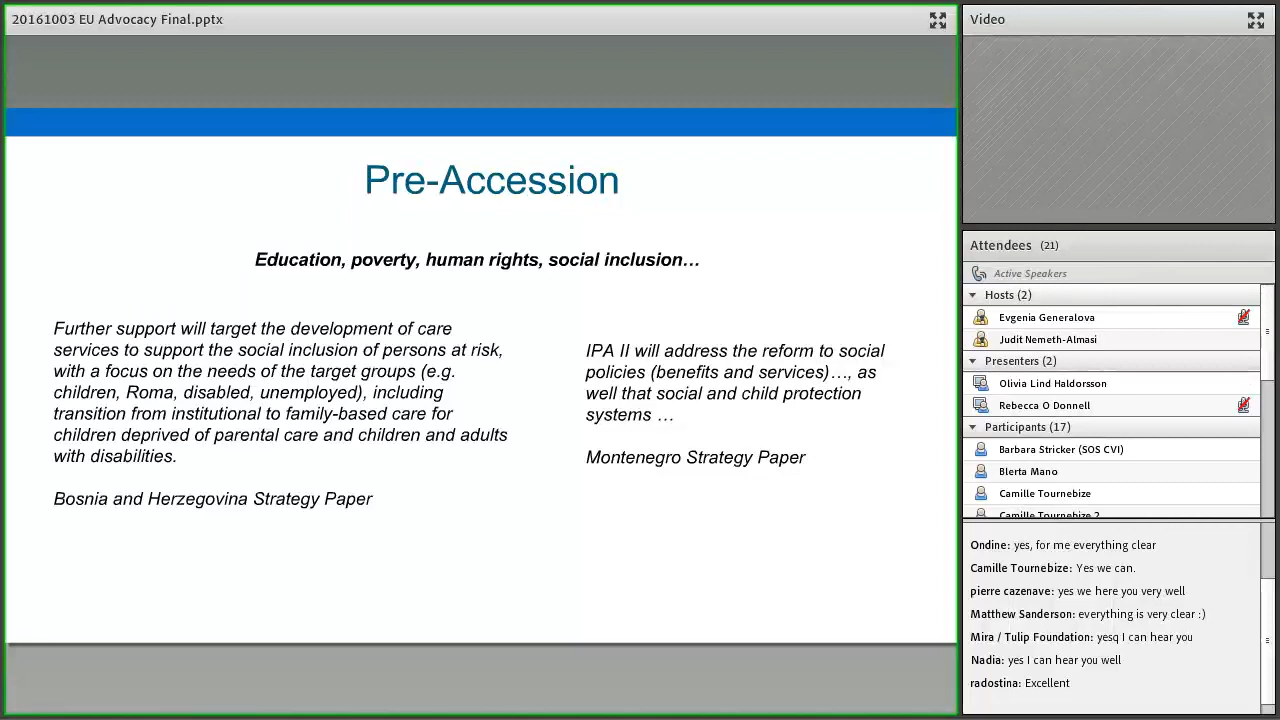 20161003 EU Advocacy Final.pptx
Pre-Accession
Education, poverty, human rights, social inclusion…
Further support will target the development of care
services to support the social inclusion of persons at risk,
with a focus on the needs of the target groups (e.g.
children, Roma, disabled, unemployed), including
transition from institutional to family-based care for
children deprived of parental care and children and adults
with disabilities.
Bosnia and Herzegovina Strategy Paper
IPA II will address the reform to social
policies (benefits and services)…, as
well that social and child protection
systems …
Montenegro Strategy Paper
Video
Attendees (21)
Active Speakers
Hosts (2)
Evgenia Generalova
Judit Nemeth-Almasi
Presenters (2)
Olivia Lind Haldorsson
Rebecca O Donnell
Participants (17)
Barbara Stricker (SOS CVI)
Blerta Mano
Camille Tournebize
Camille Tournebize 2
Ondine: yes, for me everything clear
Camille Tournebize: Yes we can.
pierre cazenave: yes we here you very well
Matthew Sanderson: everything is very clear :)
Mira / Tulip Foundation: yesq I can hear you
Nadia: yes I can hear you well
radostina: Excellent